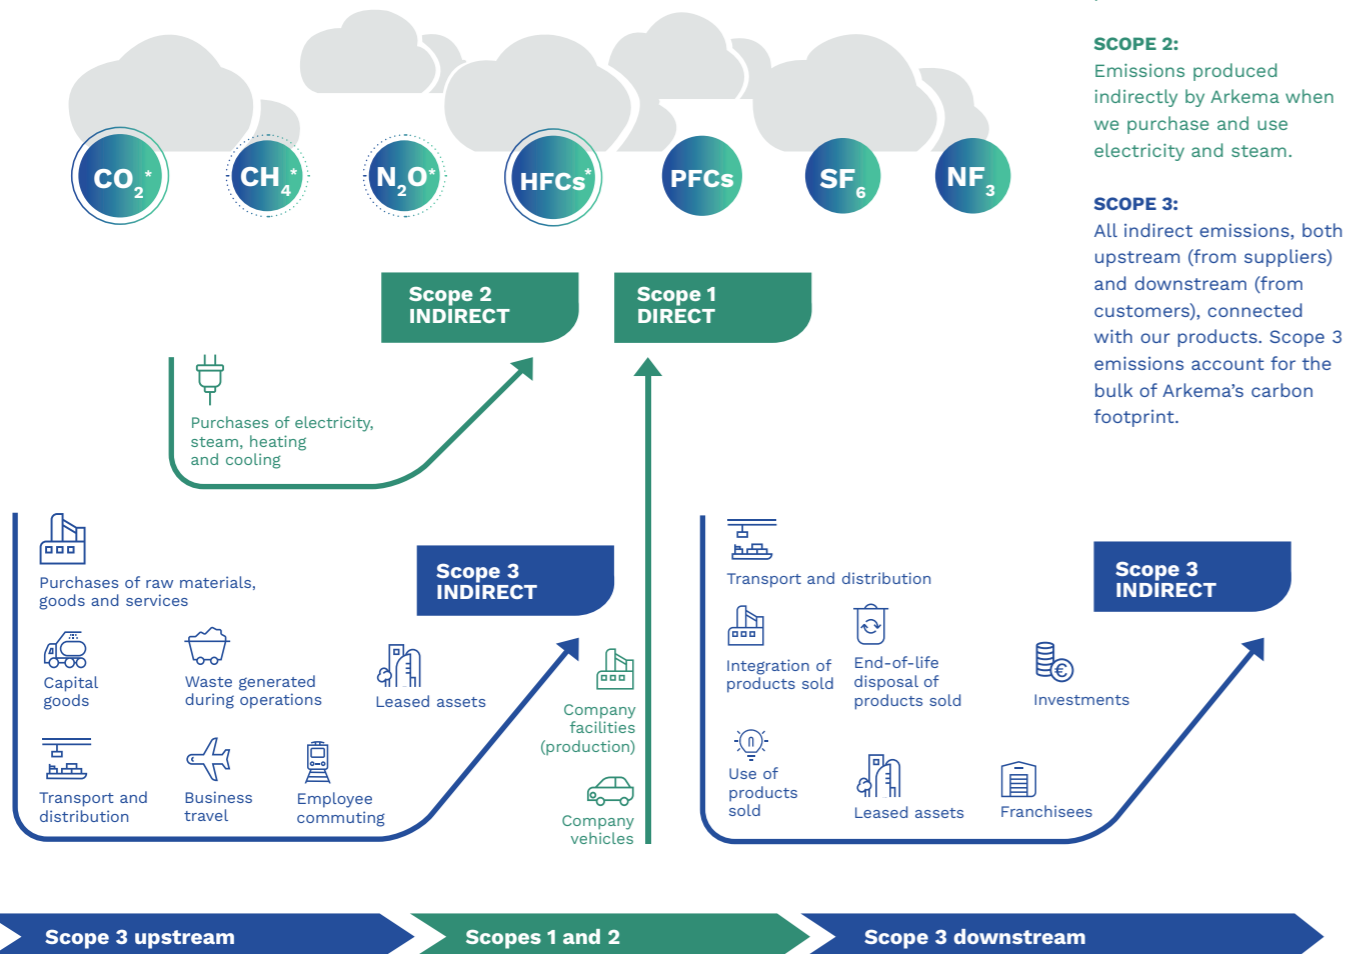 SCOPE 2:
Emissions produced
indirectly by Arkema when
we purchase and use
electricity and steam.
SCOPE 3:
All indirect emissions, both
upstream (from suppliers)
and downstream (from
customers), connected
with our products. Scope 3
emissions account for the
bulk of Arkema’s carbon
footprint.
CO₂* CH₄* N₂O* HFCs* PFCs SF₆ NF₃
Scope 2
INDIRECT
Scope 1
DIRECT
Purchases of electricity,
steam, heating
and cooling
Purchases of raw materials,
goods and services
Scope 3
INDIRECT
Capital
goods
Waste generated
during operations
Leased assets
Transport and
distribution
Business
travel
Employee
commuting
Company
facilities
(production)
Company
vehicles
Transport and distribution
Scope 3
INDIRECT
Integration of
products sold
End-of-life
disposal of
products sold
Investments
Use of
products
sold
Leased assets
Franchisees
Scope 3 upstream
Scopes 1 and 2
Scope 3 downstream